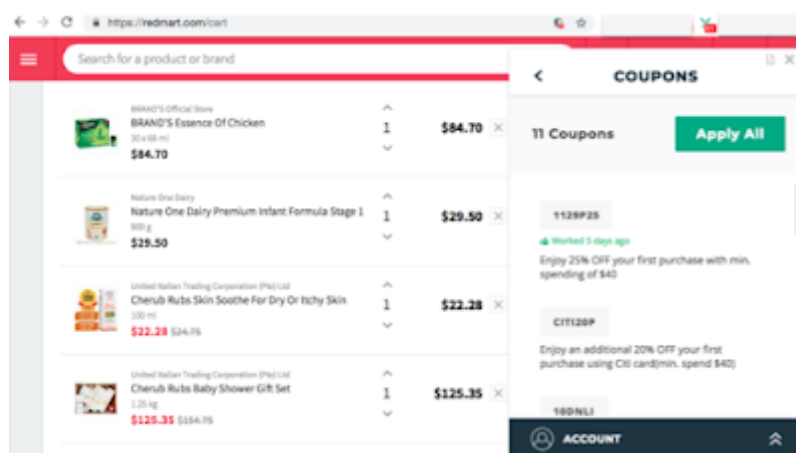 https://redmart.com/cart
Search for a product or brand
BRAND'S Official Store
BRAND'S Essence Of Chicken
30 x 68 ml
$84.70
1
$84.70
Nature One Dairy
Nature One Dairy Premium Infant Formula Stage 1
900 g
$29.50
1
$29.50
United Italian Trading Corporation (Pte) Ltd
Cherub Rubs Skin Soothe For Dry Or Itchy Skin
100 ml
$22.28 $24.75
1
$22.28
United Italian Trading Corporation (Pte) Ltd
Cherub Rubs Baby Shower Gift Set
1.25 kg
$125.35
1
$125.35
COUPONS
11 Coupons
Apply All
1129P25
Worked 5 days ago
Enjoy 25% OFF your first purchase with min.
spending of $40
CITI20P
Enjoy an additional 20% OFF your first
purchase using Citi card(min. spend $40)
10DNLI
ACCOUNT